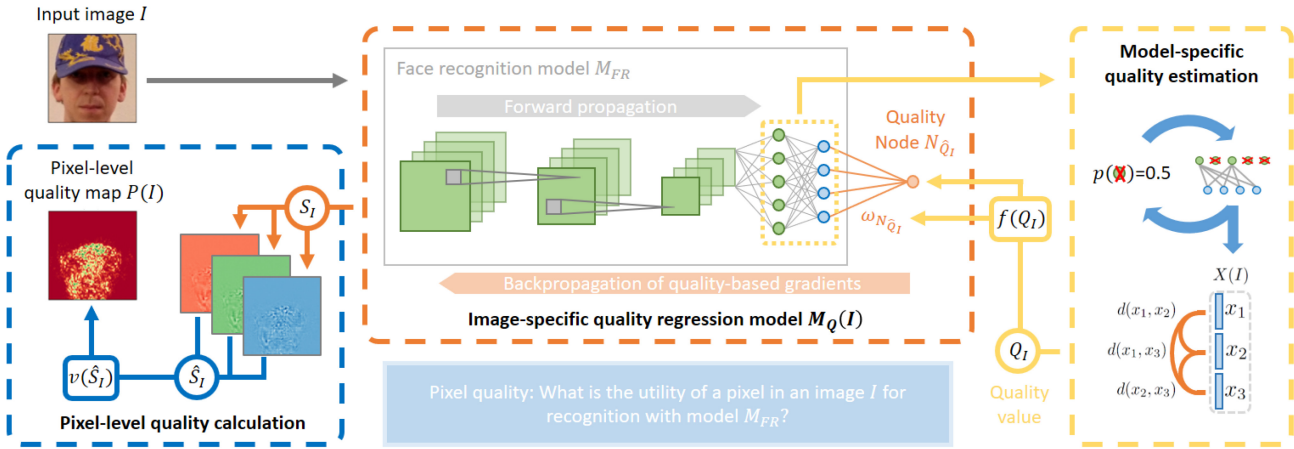 Input image I
Face recognition model M_FR
Forward propagation
Quality
Node N_Q̂_I
ω_N_Q̂_I
f(Q_I)
Backpropagation of quality-based gradients
Image-specific quality regression model M_Q(I)
Pixel-level
quality map P(I)
S_I
v(Ŝ_I)
Ŝ_I
Pixel-level quality calculation
Pixel quality: What is the utility of a pixel in an image I for
recognition with model M_FR?
Q_I
Quality
value
Model-specific
quality estimation
p( )=0.5
X(I)
d(x₁, x₂)
d(x₁, x₃)
d(x₂, x₃)
x₁
x₂
x₃